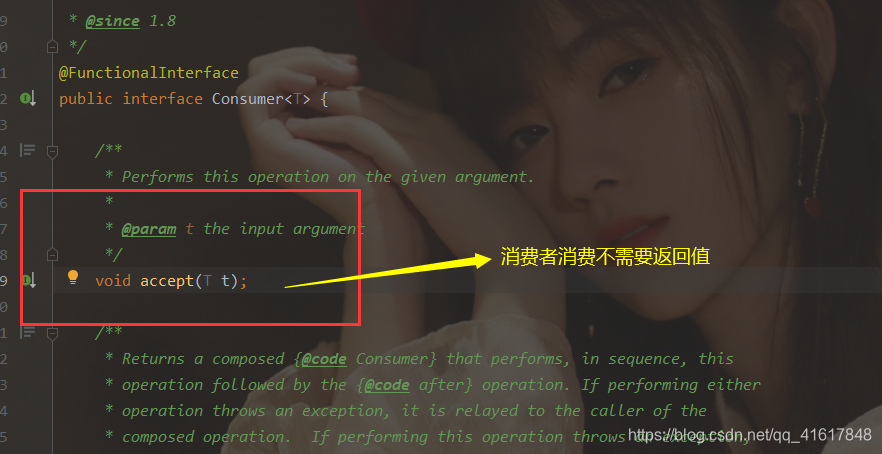 9 * @since 1.8
0 */
1 @FunctionalInterface
2 public interface Consumer<T> {
3
4 /**
5 * Performs this operation on the given argument.
6 *
7 * @param t the input argument
8 */
9 void accept(T t);
消费者消费不需要返回值
0
1 /**
2 * Returns a composed {@code Consumer} that performs, in sequence, this
3 * operation followed by the {@code after} operation. If performing either
4 * operation throws an exception, it is relayed to the caller of the
5 * composed operation. If performing this operation throws an exception,
https://blog.csdn.net/qq_41617848